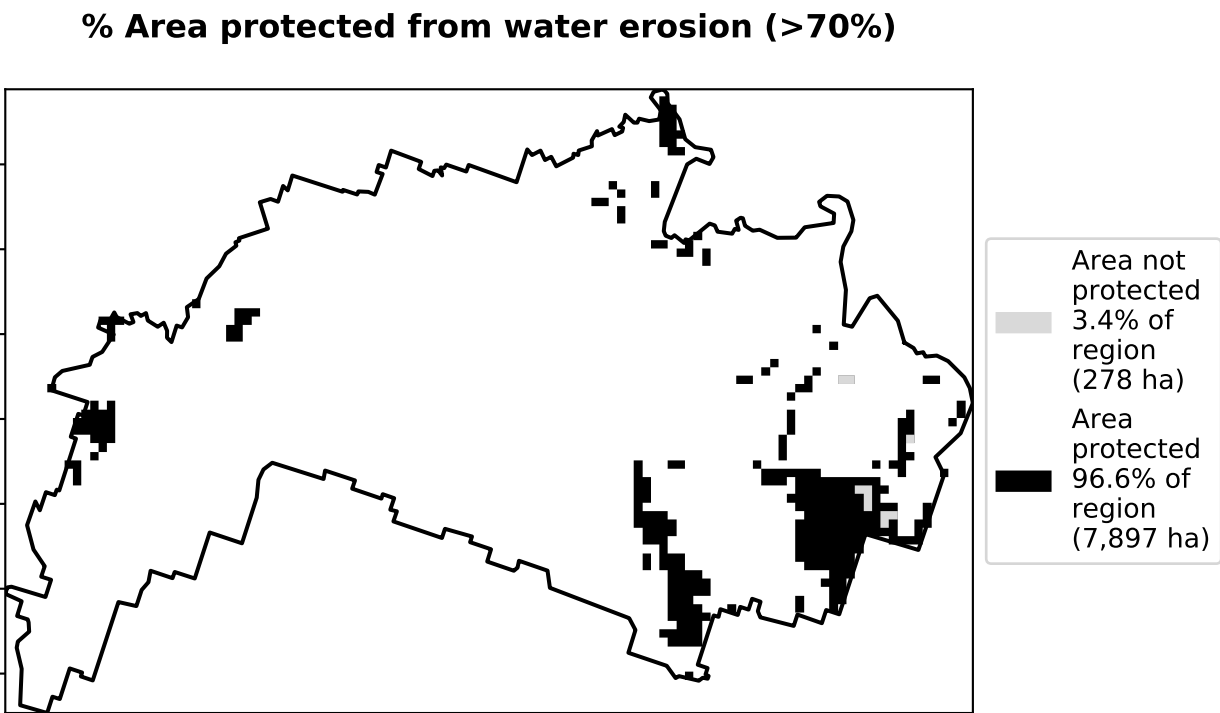 % Area protected from water erosion (>70%)
Area not
protected
3.4% of
region
(278 ha)
Area
protected
96.6% of
region
(7,897 ha)